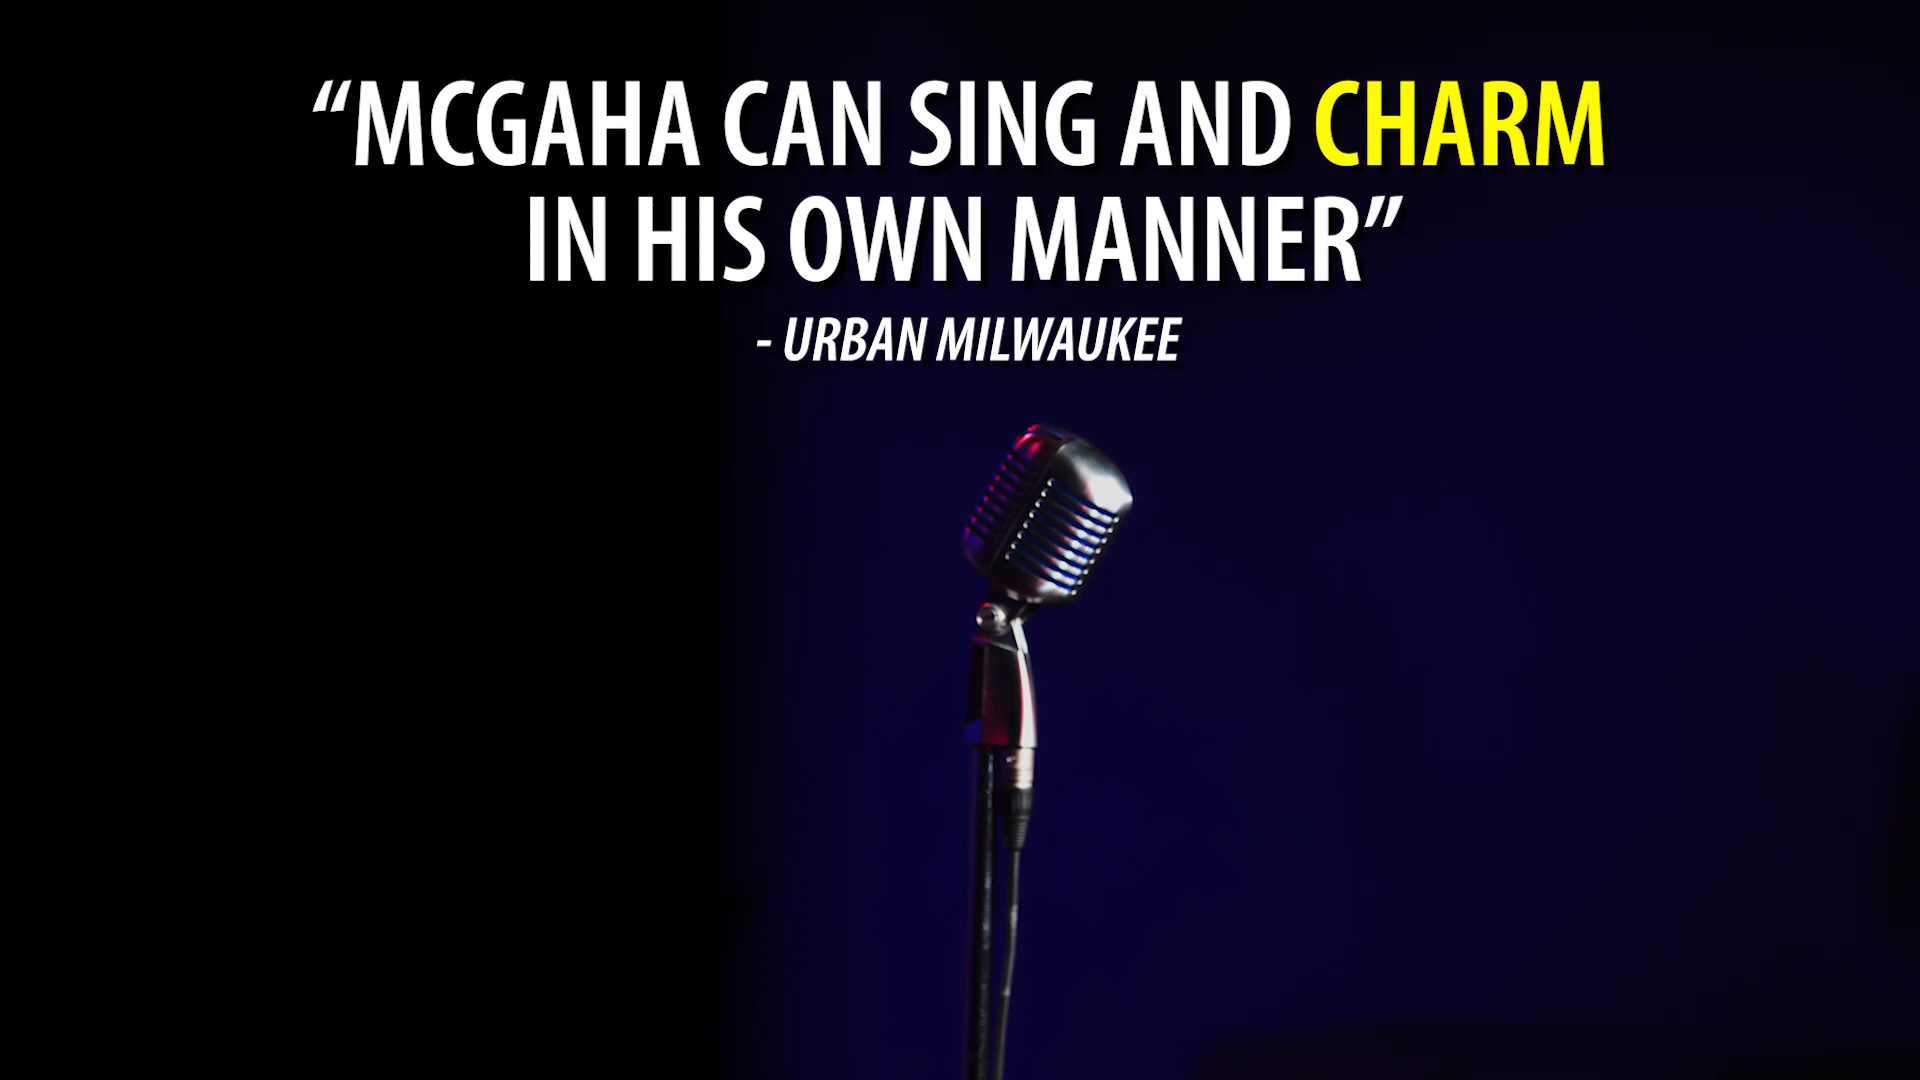 “MCGAHA CAN SING AND CHARM
IN HIS OWN MANNER”
- URBAN MILWAUKEE